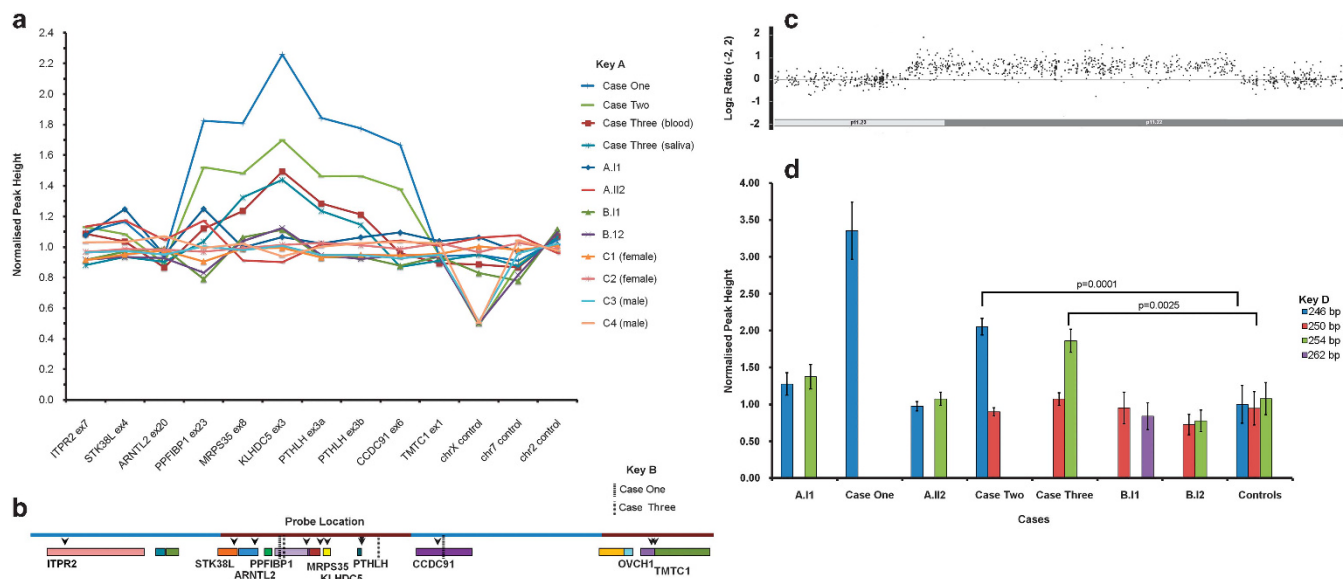 a
2.4
2.2
2.0
1.8
1.6
1.4
1.2
1.0
0.8
0.6
0.4
0.2
0.0
Normalised Peak Height
ITPR2 ex7
STK38L ex4
ARNTL2 ex20
PPFIBP1 ex23
MRPS35 ex8
KLHDC5 ex3
PTHLH ex3a
PTHLH ex3b
CCDC91 ex6
TMTC1 ex1
chrX control
chr7 control
chr2 control
Key A
Case One
Case Two
Case Three (blood)
Case Three (saliva)
A.I1
A.II2
B.I1
B.12
C1 (female)
C2 (female)
C3 (male)
C4 (male)
b
Probe Location
Key B
Case One
Case Three
ITPR2
STK38L
ARNTL2
PPFIBP1
MRPS35
KLHDC5
PTHLH
CCDC91
OVCH1
TMTC1
c
Log2 Ratio (-2, 2)
2
1
0
-1
-2
d
Normalised Peak Height
4.00
3.50
3.00
2.50
2.00
1.50
1.00
0.50
0.00
p=0.0001
p=0.0025
Key D
246 bp
250 bp
254 bp
262 bp
A.I1
Case One
A.II2
Case Two
Case Three
B.I1
B.I2
Controls
Cases